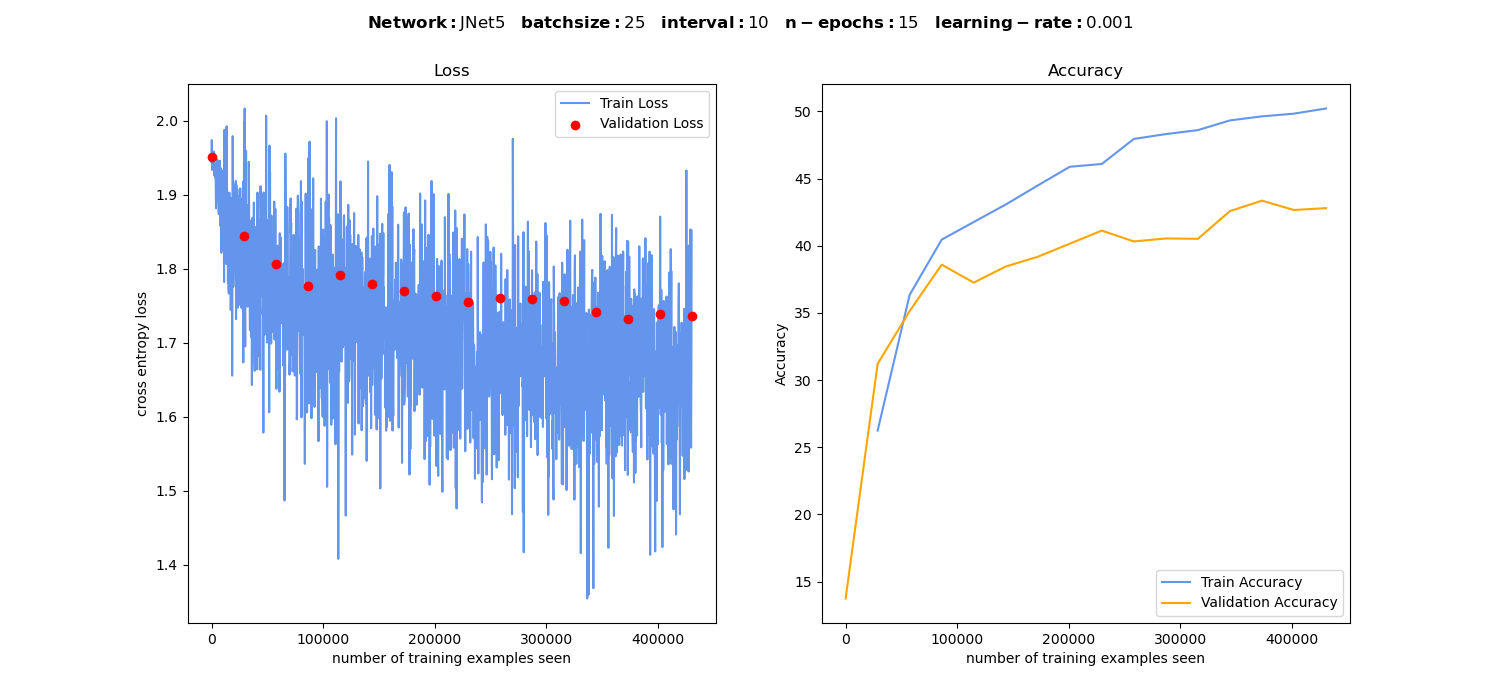 Network: JNet5 batchsize: 25 interval: 10 n − epochs: 15 learning − rate: 0.001
Loss
Train Loss
Validation Loss
cross entropy loss
2.0
1.9
1.8
1.7
1.6
1.5
1.4
0 100000 200000 300000 400000
number of training examples seen
Accuracy
Accuracy
50
45
40
35
30
25
20
15
Train Accuracy
Validation Accuracy
0 100000 200000 300000 400000
number of training examples seen